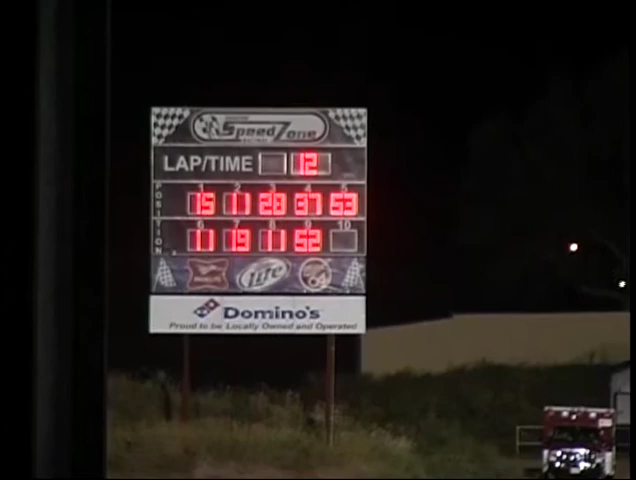 SpeedZone
LAP/TIME 12
POSITION
1 2 3 4 5
15 11 28 37 53
6 7 8 9 10
11 19 11 52
Lite
Domino's
Proud to be Locally Owned and Operated